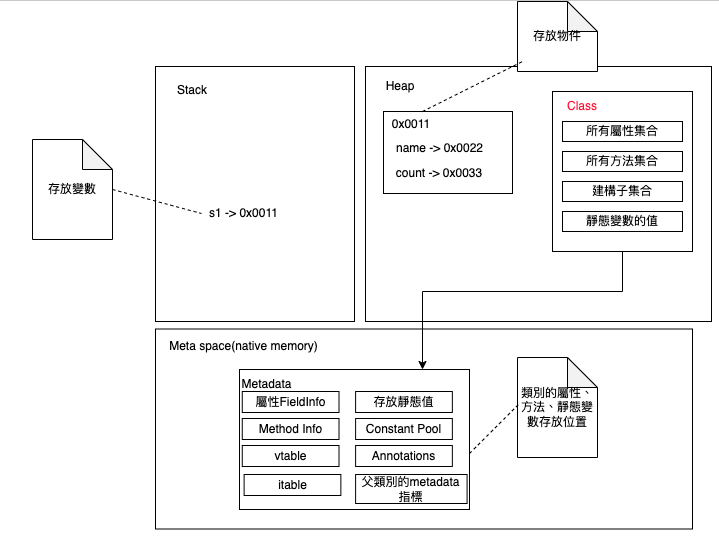 存放物件
Stack
Heap
Class
0x0011
name -> 0x0022
count -> 0x0033
所有屬性集合
所有方法集合
建構子集合
靜態變數的值
存放變數
s1 -> 0x0011
Meta space(native memory)
Metadata
屬性FieldInfo
存放靜態值
Method Info
Constant Pool
vtable
Annotations
itable
父類別的metadata
指標
類別的屬性、
方法、靜態變
數存放位置